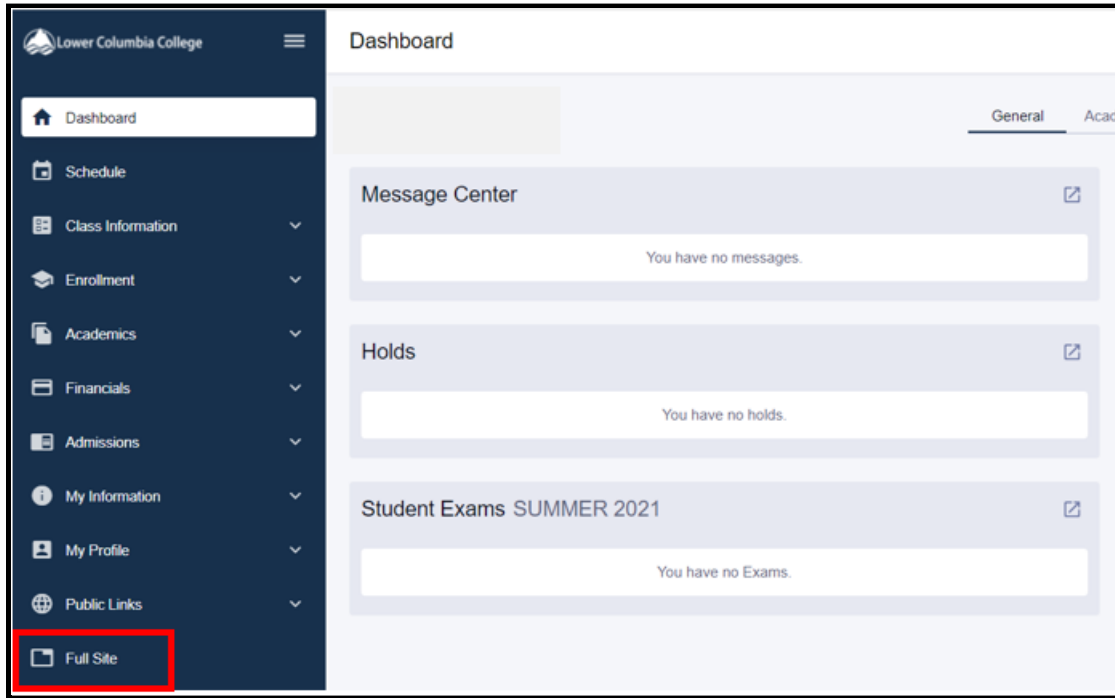 Lower Columbia College
Dashboard
Schedule
Class Information
Enrollment
Academics
Financials
Admissions
My Information
My Profile
Public Links
Full Site
Dashboard
General Acad
Message Center
You have no messages.
Holds
You have no holds.
Student Exams SUMMER 2021
You have no Exams.